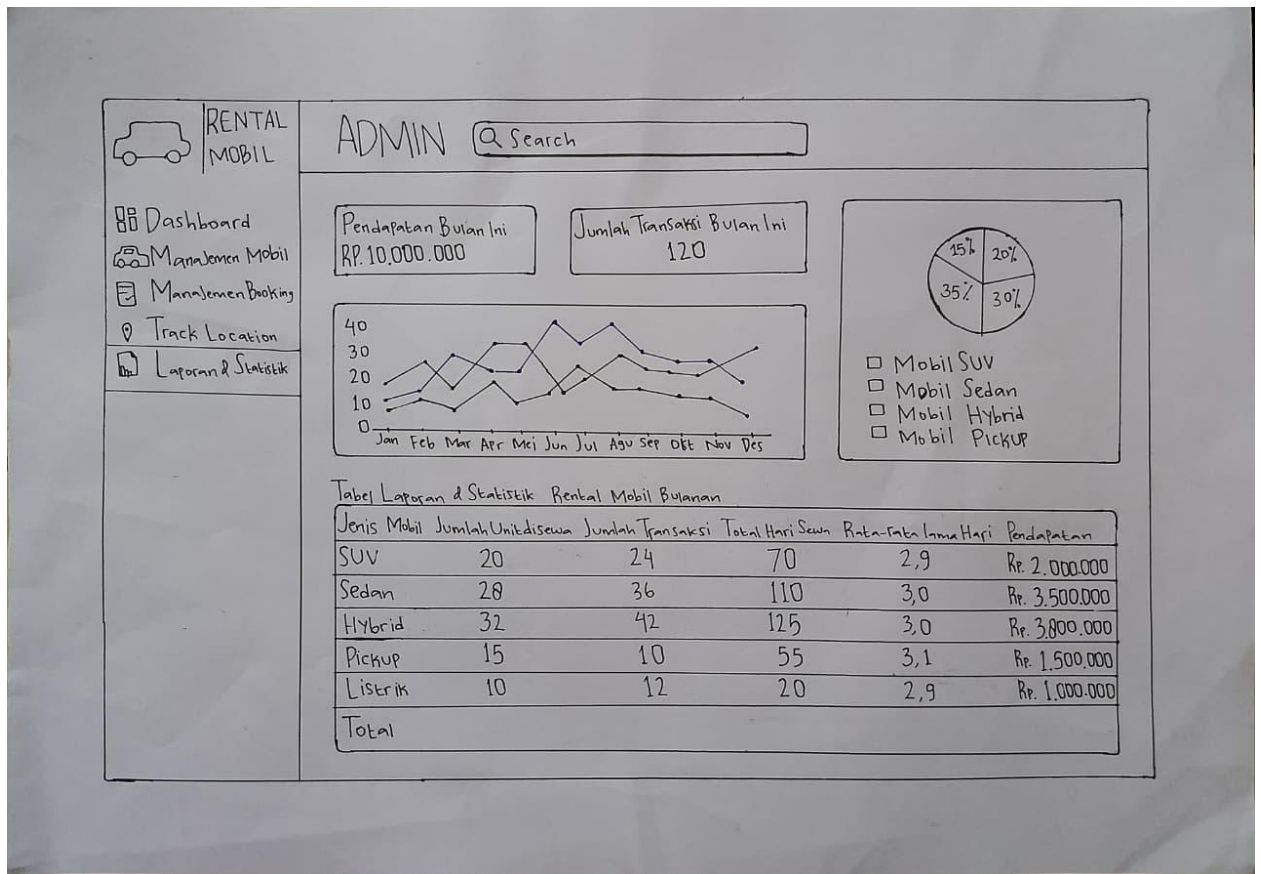 RENTAL
MOBIL
ADMIN
Search
Dashboard
Manajemen Mobil
Manajemen Booking
Track Location
Laporan & Statistik
Pendapatan Bulan Ini
RP. 10.000.000
Jumlah Transaksi Bulan Ini
120
40
30
20
10
0
Jan Feb Mar Apr Mei Jun Jul Agu Sep Okt Nov Des
15% 20%
35% 30%
Mobil SUV
Mobil Sedan
Mobil Hybrid
Mobil Pickup
Tabel Laporan & Statistik Rental Mobil Bulanan
Jenis Mobil Jumlah Unit disewa Jumlah Transaksi Total Hari Sewa Rata-rata lama Hari Pendapatan
SUV 20 24 70 2,9 Rp. 2.000.000
Sedan 28 36 110 3,0 Rp. 3.500.000
Hybrid 32 42 125 3,0 Rp. 3.800.000
Pickup 15 10 55 3,1 Rp. 1.500.000
Listrik 10 12 20 2,9 Rp. 1.000.000
Total